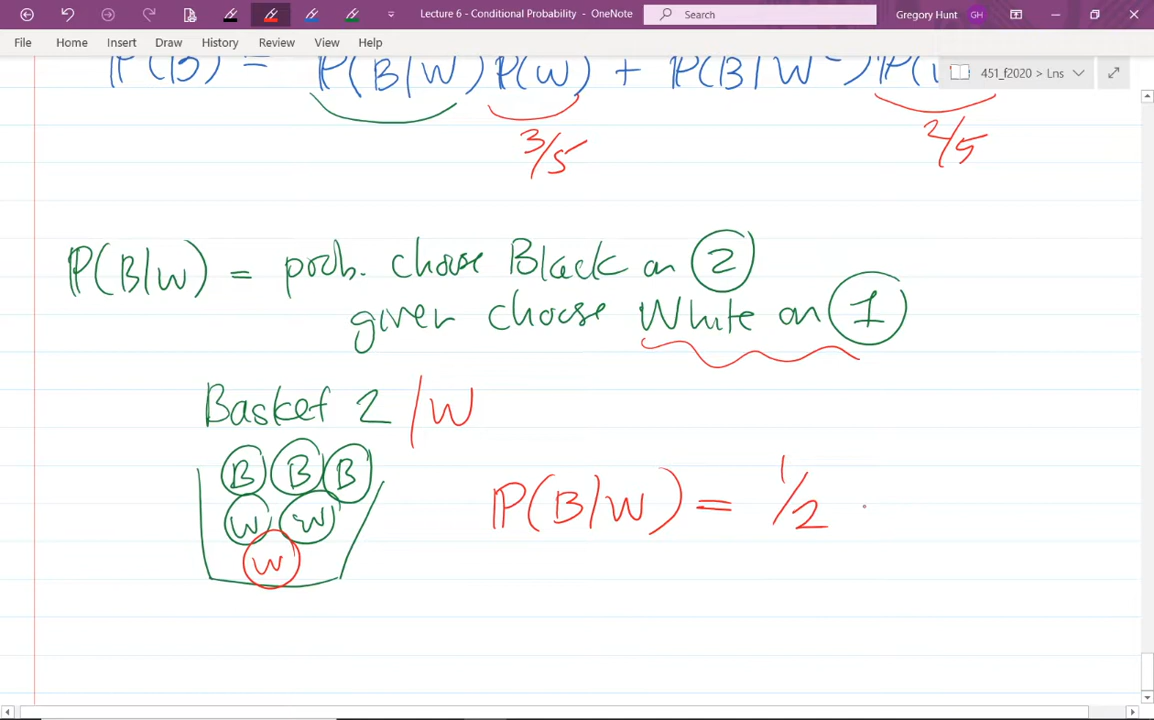 Lecture 6 - Conditional Probability - OneNote
Search
Gregory Hunt
GH
File Home Insert Draw History Review View Help
451_f2020 > Lns
P(B) = P(B|W)P(W) + P(B|W^c)P(
3/5
2/5
P(B|W) = prob. choose Black on 2
given choose White on 1
Basket 2 | W
B B B
W W
W
P(B|W) = 1/2